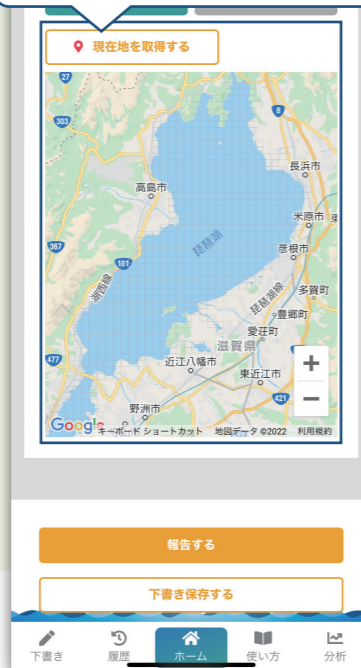 現在地を取得する
27
303
8
長浜市
高島市
米原市
琵琶湖
彦根市
367
161
多賀町
湖西線
琵琶湖線
豊郷町
愛荘町
滋賀県
477
近江八幡市
東近江市
+
421
−
野洲市
Google
キーボード ショートカット 地図データ ©2022 利用規約
報告する
下書き保存する
下書き 履歴 ホーム 使い方 分析